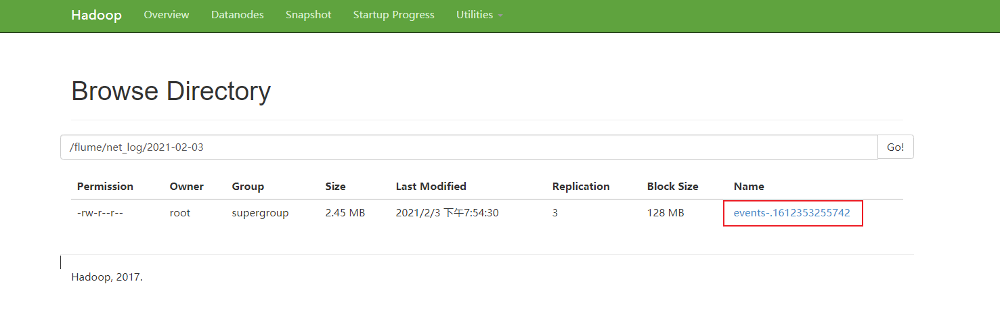 Hadoop Overview Datanodes Snapshot Startup Progress Utilities
Browse Directory
/flume/net_log/2021-02-03 Go!
Permission Owner Group Size Last Modified Replication Block Size Name
-rw-r--r-- root supergroup 2.45 MB 2021/2/3 下午7:54:30 3 128 MB events-.1612353255742
Hadoop, 2017.